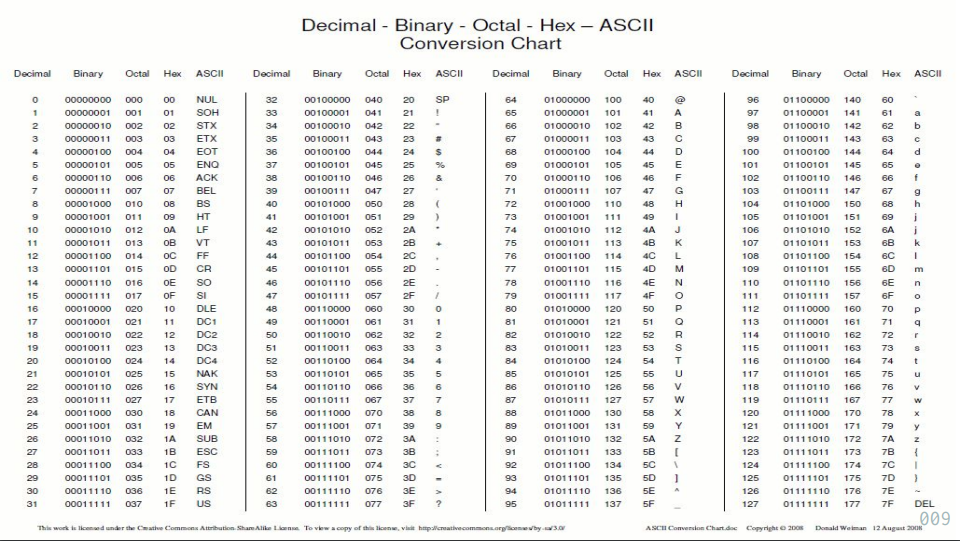 Decimal - Binary - Octal - Hex – ASCII
Conversion Chart
Decimal Binary Octal Hex ASCII Decimal Binary Octal Hex ASCII Decimal Binary Octal Hex ASCII Decimal Binary Octal Hex ASCII
0 00000000 000 00 NUL 32 00100000 040 20 SP 64 01000000 100 40 @ 96 01100000 140 60 `
1 00000001 001 01 SOH 33 00100001 041 21 ! 65 01000001 101 41 A 97 01100001 141 61 a
2 00000010 002 02 STX 34 00100010 042 22 " 66 01000010 102 42 B 98 01100010 142 62 b
3 00000011 003 03 ETX 35 00100011 043 23 # 67 01000011 103 43 C 99 01100011 143 63 c
4 00000100 004 04 EOT 36 00100100 044 24 $ 68 01000100 104 44 D 100 01100100 144 64 d
5 00000101 005 05 ENQ 37 00100101 045 25 % 69 01000101 105 45 E 101 01100101 145 65 e
6 00000110 006 06 ACK 38 00100110 046 26 & 70 01000110 106 46 F 102 01100110 146 66 f
7 00000111 007 07 BEL 39 00100111 047 27 ' 71 01000111 107 47 G 103 01100111 147 67 g
8 00001000 010 08 BS 40 00101000 050 28 ( 72 01001000 110 48 H 104 01101000 150 68 h
9 00001001 011 09 HT 41 00101001 051 29 ) 73 01001001 111 49 I 105 01101001 151 69 i
10 00001010 012 0A LF 42 00101010 052 2A * 74 01001010 112 4A J 106 01101010 152 6A j
11 00001011 013 0B VT 43 00101011 053 2B + 75 01001011 113 4B K 107 01101011 153 6B k
12 00001100 014 0C FF 44 00101100 054 2C , 76 01001100 114 4C L 108 01101100 154 6C l
13 00001101 015 0D CR 45 00101101 055 2D - 77 01001101 115 4D M 109 01101101 155 6D m
14 00001110 016 0E SO 46 00101110 056 2E . 78 01001110 116 4E N 110 01101110 156 6E n
15 00001111 017 0F SI 47 00101111 057 2F / 79 01001111 117 4F O 111 01101111 157 6F o
16 00010000 020 10 DLE 48 00110000 060 30 0 80 01010000 120 50 P 112 01110000 160 70 p
17 00010001 021 11 DC1 49 00110001 061 31 1 81 01010001 121 51 Q 113 01110001 161 71 q
18 00010010 022 12 DC2 50 00110010 062 32 2 82 01010010 122 52 R 114 01110010 162 72 r
19 00010011 023 13 DC3 51 00110011 063 33 3 83 01010011 123 53 S 115 01110011 163 73 s
20 00010100 024 14 DC4 52 00110100 064 34 4 84 01010100 124 54 T 116 01110100 164 74 t
21 00010101 025 15 NAK 53 00110101 065 35 5 85 01010101 125 55 U 117 01110101 165 75 u
22 00010110 026 16 SYN 54 00110110 066 36 6 86 01010110 126 56 V 118 01110110 166 76 v
23 00010111 027 17 ETB 55 00110111 067 37 7 87 01010111 127 57 W 119 01110111 167 77 w
24 00011000 030 18 CAN 56 00111000 070 38 8 88 01011000 130 58 X 120 01111000 170 78 x
25 00011001 031 19 EM 57 00111001 071 39 9 89 01011001 131 59 Y 121 01111001 171 79 y
26 00011010 032 1A SUB 58 00111010 072 3A : 90 01011010 132 5A Z 122 01111010 172 7A z
27 00011011 033 1B ESC 59 00111011 073 3B ; 91 01011011 133 5B [ 123 01111011 173 7B {
28 00011100 034 1C FS 60 00111100 074 3C < 92 01011100 134 5C \ 124 01111100 174 7C |
29 00011101 035 1D GS 61 00111101 075 3D = 93 01011101 135 5D ] 125 01111101 175 7D }
30 00011110 036 1E RS 62 00111110 076 3E > 94 01011110 136 5E ^ 126 01111110 176 7E ~
31 00011111 037 1F US 63 00111111 077 3F ? 95 01011111 137 5F _ 127 01111111 177 7F DEL
This work is licensed under the Creative Commons Attribution-ShareAlike License. To view a copy of this license, visit http://creativecommons.org/licenses/by-sa/3.0/ ASCII Conversion Chart.doc Copyright © 2008 Donald Weiman 12 August 2008
009